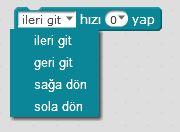 ileri git hızı 0 yap
ileri git
geri git
sağa dön
sola dön